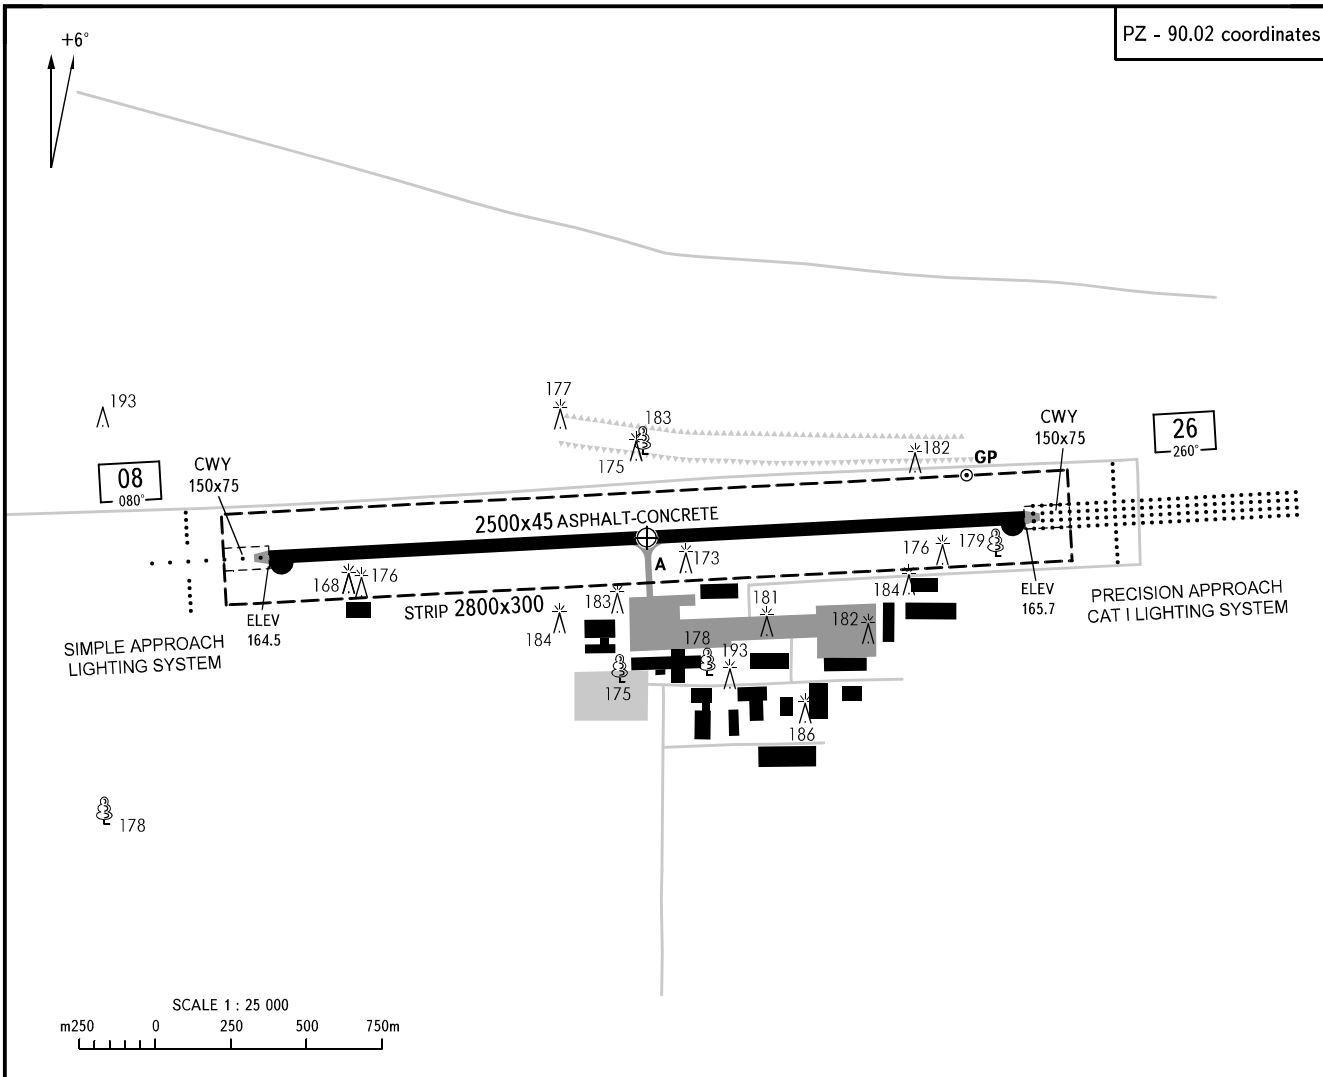 PZ - 90.02 coordinates
+6°
193
177
183
175
182
GP
CWY
150x75
26
260°
08
080°
CWY
150x75
2500x45 ASPHALT-CONCRETE
A
173
176
179
168
176
183
184
STRIP 2800x300
184
181
182
ELEV
164.5
ELEV
165.7
SIMPLE APPROACH
LIGHTING SYSTEM
PRECISION APPROACH
CAT I LIGHTING SYSTEM
178
193
175
186
178
SCALE 1 : 25 000
m250 0 250 500 750m